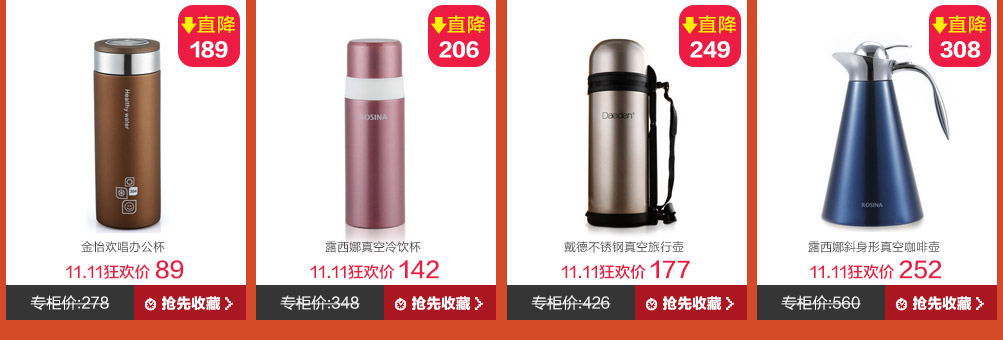 直降
189
Healthy water
金怡欢唱办公杯
11.11狂欢价 89
专柜价:278
抢先收藏
直降
206
ROSINA
露西娜真空冷饮杯
11.11狂欢价 142
专柜价:348
抢先收藏
直降
249
Daeden
戴德不锈钢真空旅行壶
11.11狂欢价 177
专柜价:426
抢先收藏
直降
308
ROSINA
露西娜斜身形真空咖啡壶
11.11狂欢价 252
专柜价:560
抢先收藏